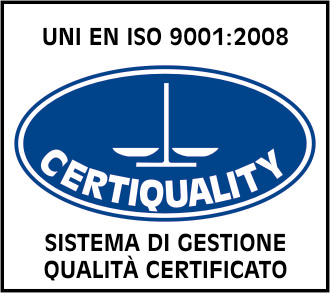 UNI EN ISO 9001:2008
CERTIQUALITY
SISTEMA DI GESTIONE
QUALITÀ CERTIFICATO